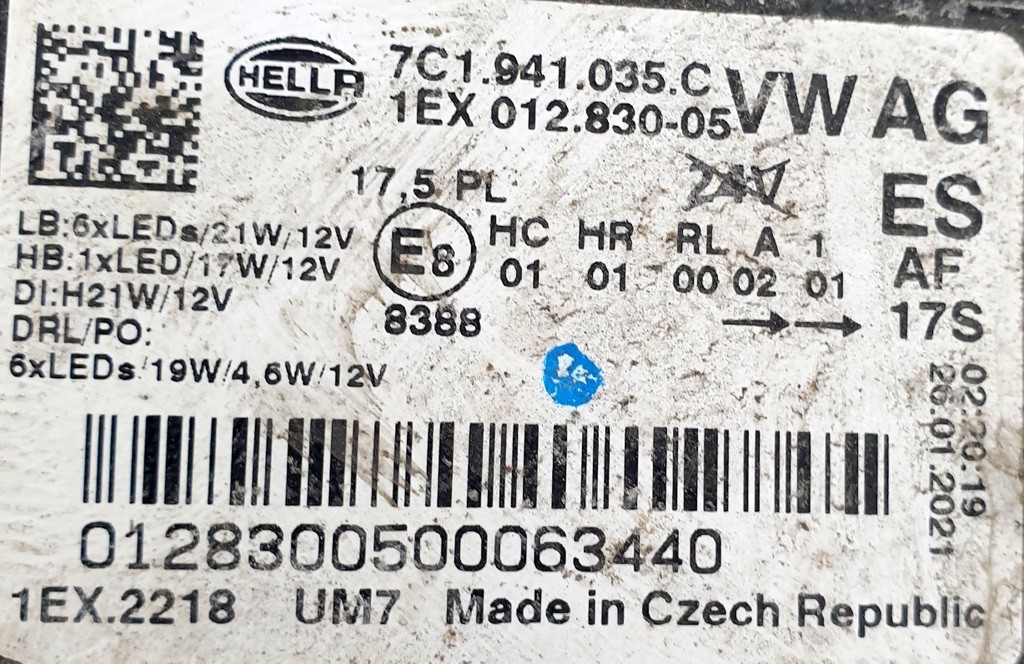 HELLA
7C1.941.035.C
1EX 012.830-05
VW AG
17,5 PL
ES
LB:6xLEDs/21W/12V
HB:1xLED/17W/12V
DI:H21W/12V
DRL/PO:
6xLEDs/19W/4,6W/12V
E8
8388
HC HR RL A 1
01 01 00 02 01
AF
17S
02:20:19
26.01.2021
0128300500063440
1EX.2218 UM7 Made in Czech Republic